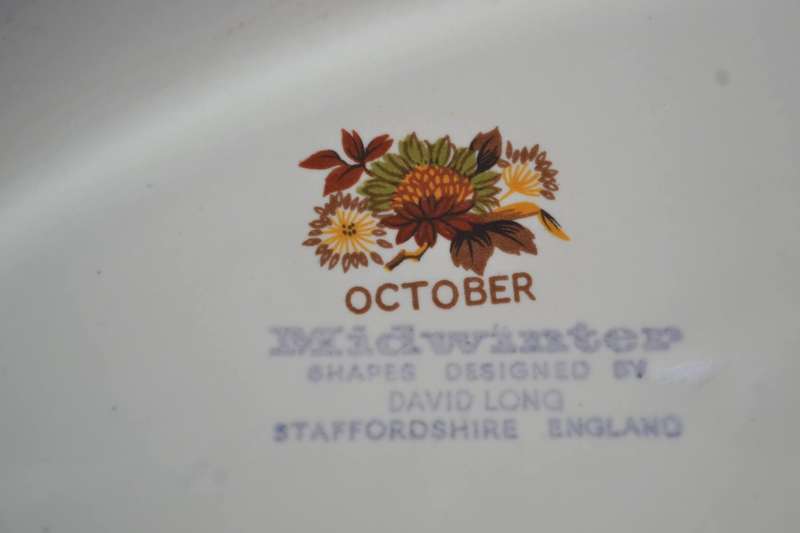 OCTOBER
Midwinter
SHAPES DESIGNED BY
DAVID LONG
STAFFORDSHIRE ENGLAND